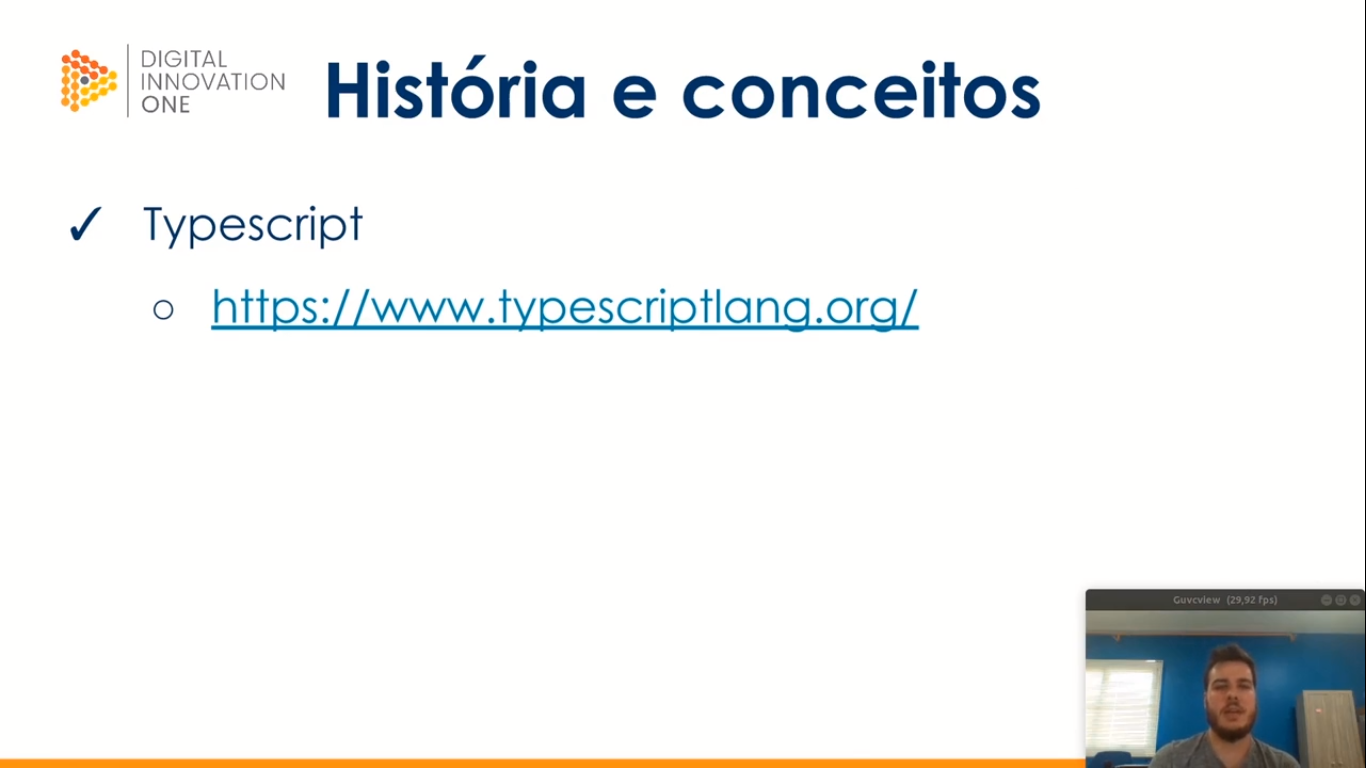 DIGITAL
INNOVATION
ONE
História e conceitos
✓ Typescript
○ https://www.typescriptlang.org/
Guvcview (29,92 fps)